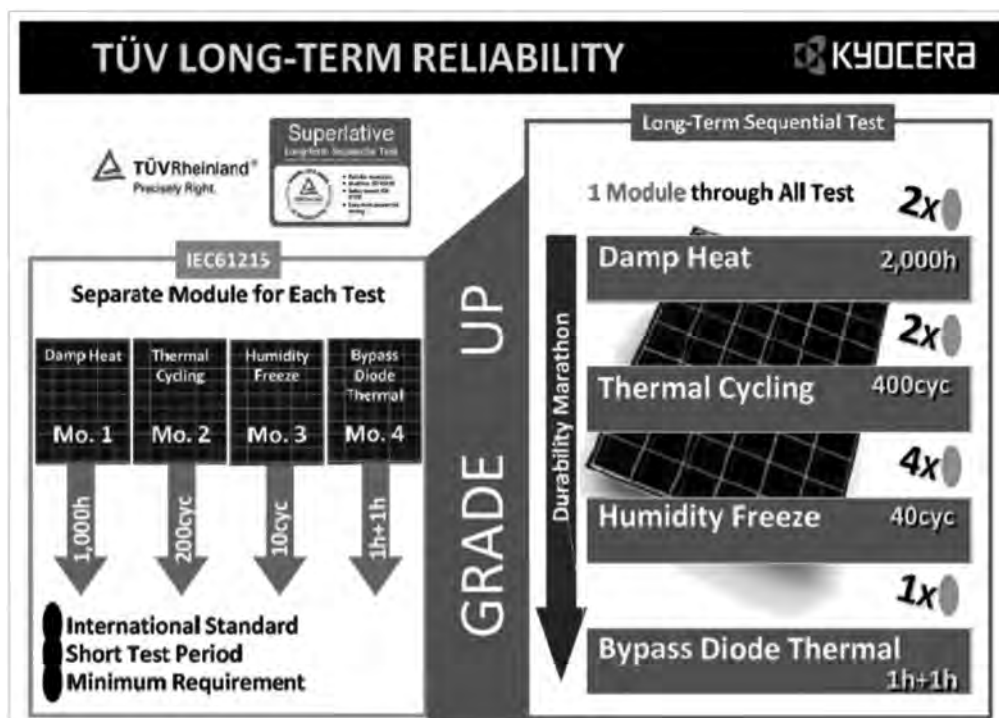 TÜV LONG-TERM RELIABILITY
KYOCERA
TÜVRheinland®
Precisely Right.
Superlative
Long-Term Sequential Test
IEC61215
Separate Module for Each Test
Damp Heat
Mo. 1
Thermal
Cycling
Mo. 2
Humidity
Freeze
Mo. 3
Bypass
Diode
Thermal
Mo. 4
1,000h
200cyc
10cyc
1h+1h
International Standard
Short Test Period
Minimum Requirement
GRADE UP
Long-Term Sequential Test
1 Module through All Test
Durability Marathon
2x
Damp Heat
2,000h
2x
Thermal Cycling
400cyc
4x
Humidity Freeze
40cyc
1x
Bypass Diode Thermal
1h+1h